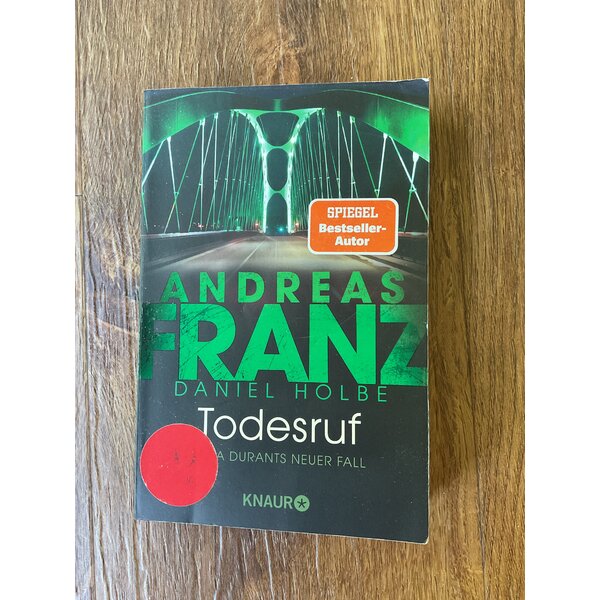 SPIEGEL
Bestseller-
Autor
ANDREAS
FRANZ
DANIEL HOLBE
Todesruf
A DURANTS NEUER FALL
KNAUR